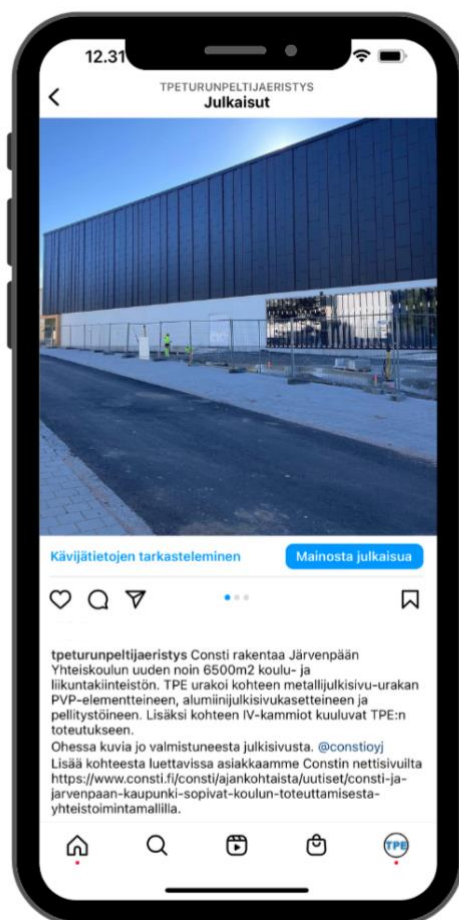 12.31
TPETURUNPELTIJAERISTYS
Julkaisut
Kävijätietojen tarkasteleminen
Mainosta julkaisua
tpeturunpeltijaeristys Consti rakentaa Järvenpään
Yhteiskoulun uuden noin 6500m2 koulu- ja
liikuntakiinteistön. TPE urakoi kohteen metallijulkisivu-urakan
PVP-elementteineen, alumiinijulkisivukasetteineen ja
pellitystöineen. Lisäksi kohteen IV-kammiot kuuluvat TPE:n
toteutukseen.
Ohessa kuvia jo valmistuneesta julkisivusta. @constioyj
Lisää kohteesta luettavissa asiakkaamme Constin nettisivuilta
https://www.consti.fi/consti/ajankohtaista/uutiset/consti-ja-
jarvenpaan-kaupunki-sopivat-koulun-toteuttamisesta-
yhteistoimintamallilla.
TPE